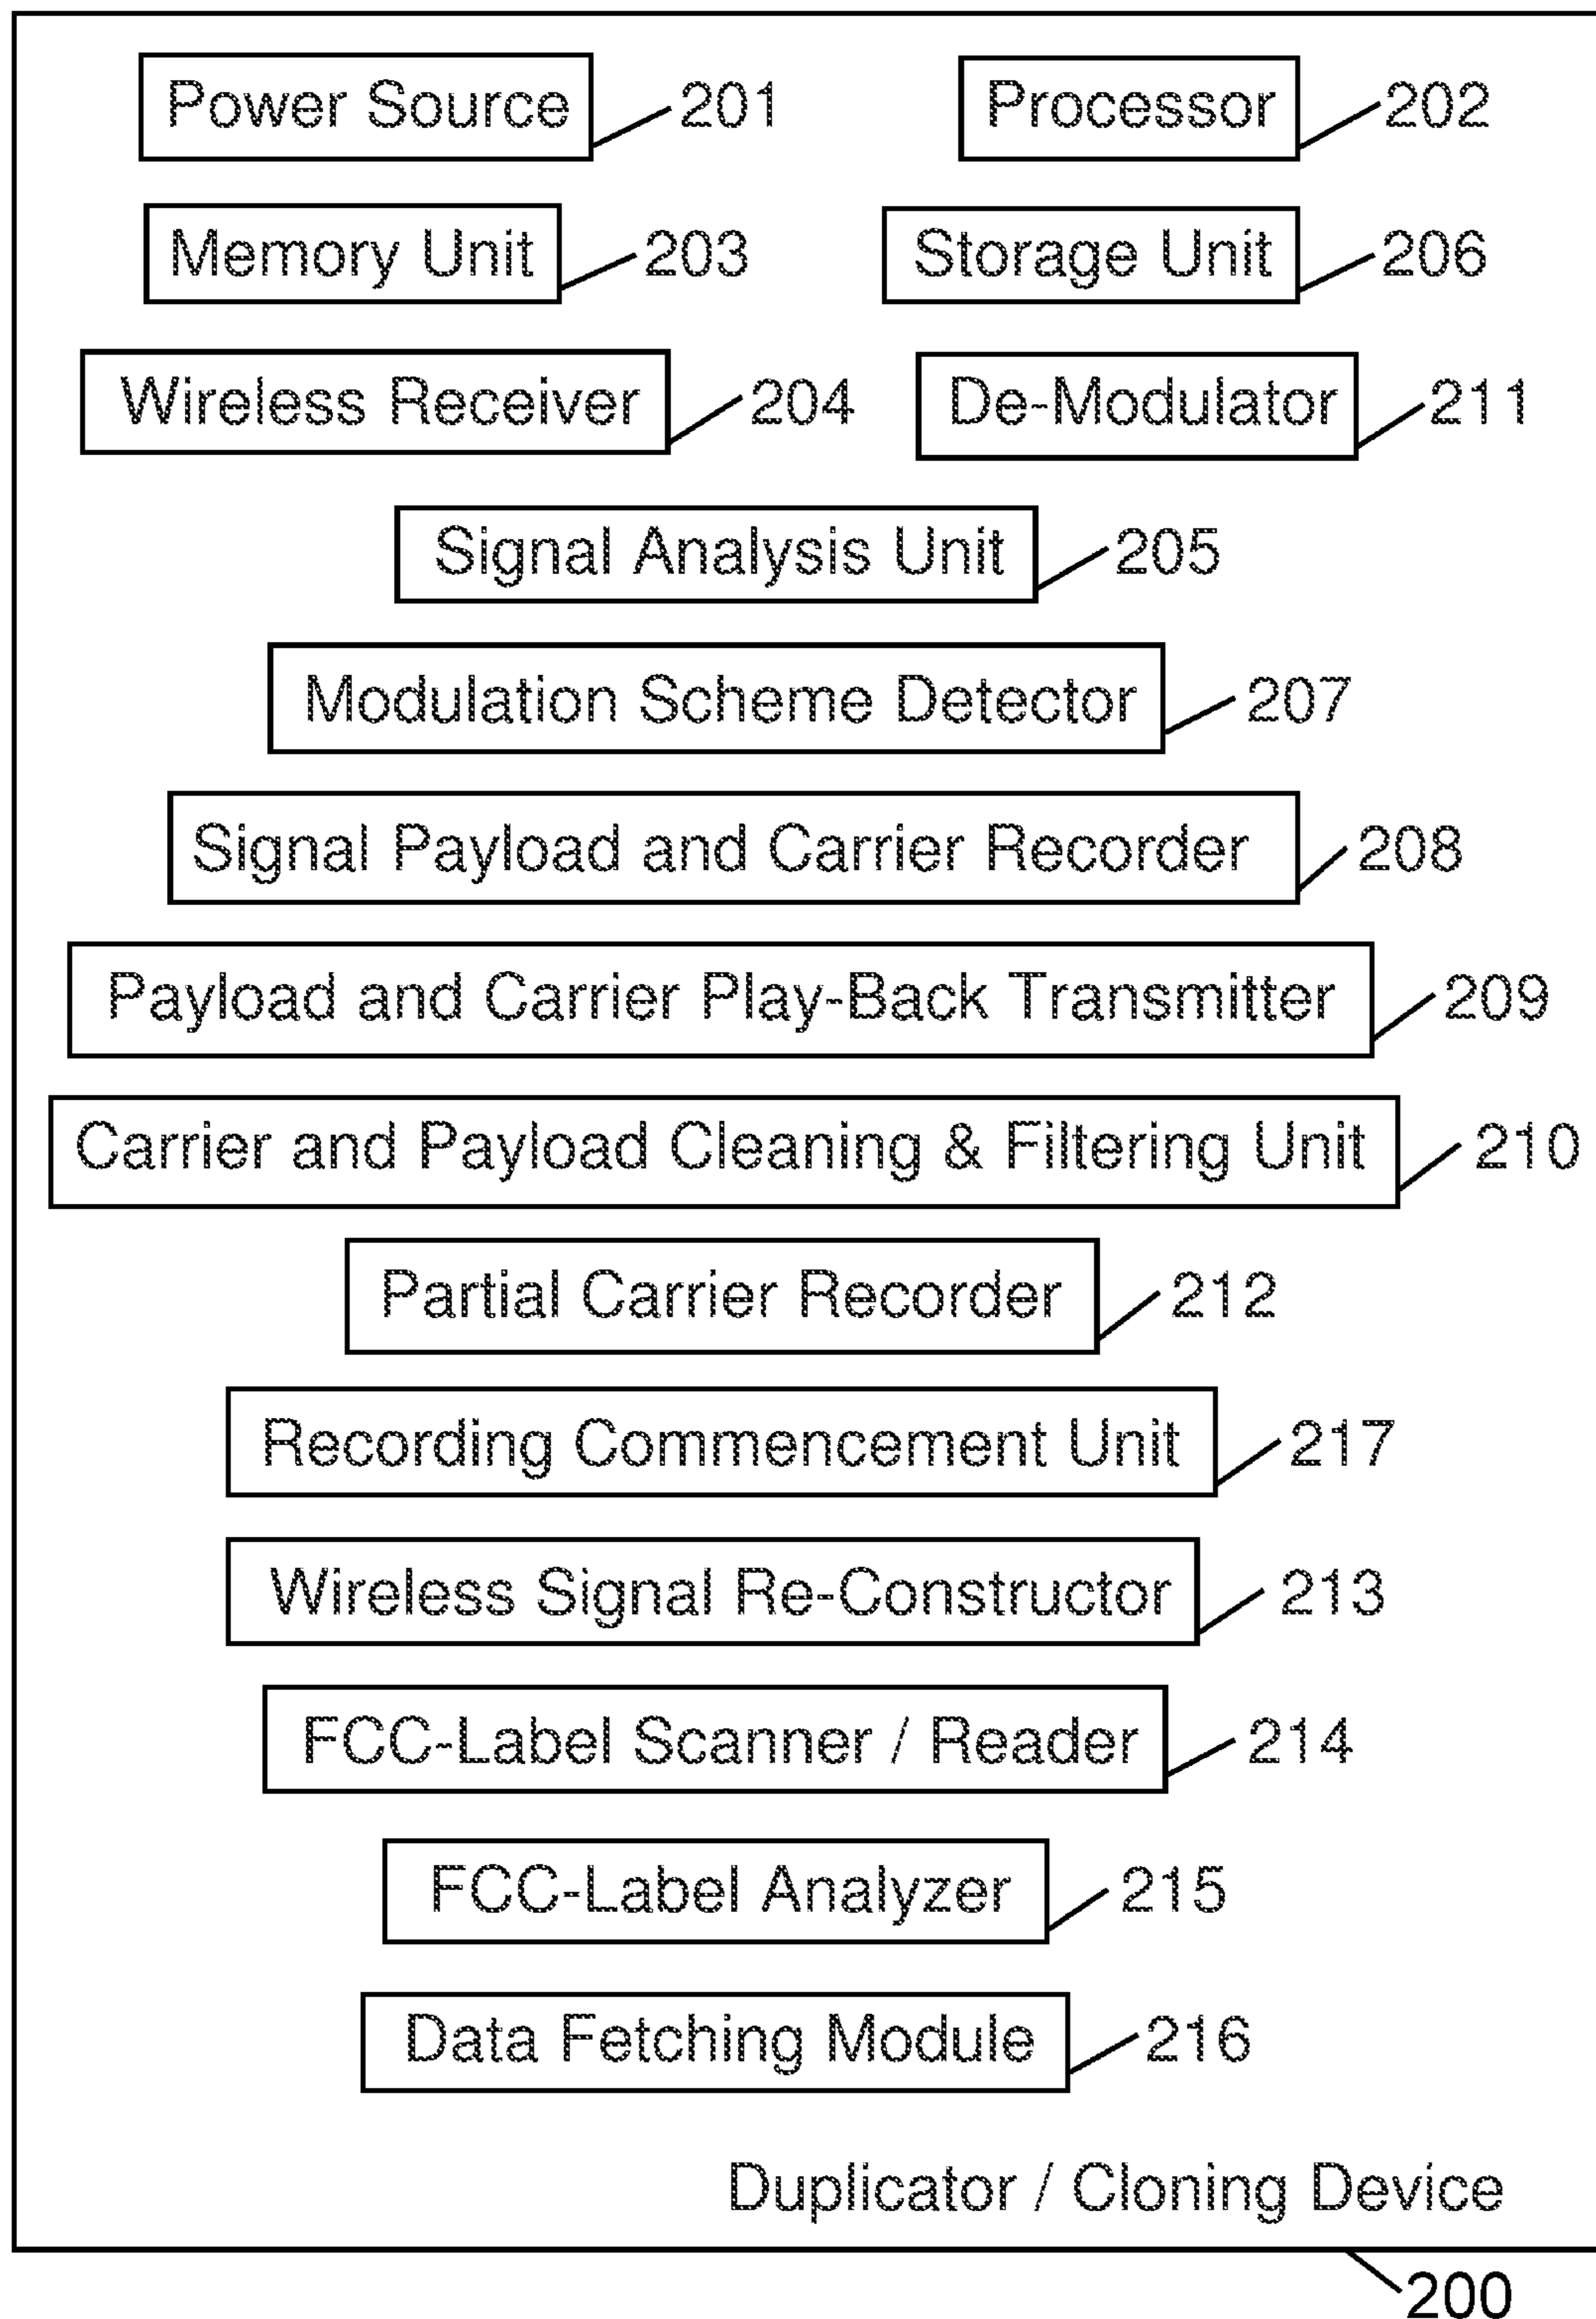 Power Source 201 Processor 202
Memory Unit 203 Storage Unit 206
Wireless Receiver 204 De-Modulator 211
Signal Analysis Unit 205
Modulation Scheme Detector 207
Signal Payload and Carrier Recorder 208
Payload and Carrier Play-Back Transmitter 209
Carrier and Payload Cleaning & Filtering Unit 210
Partial Carrier Recorder 212
Recording Commencement Unit 217
Wireless Signal Re-Constructor 213
FCC-Label Scanner / Reader 214
FCC-Label Analyzer 215
Data Fetching Module 216
Duplicator / Cloning Device
200